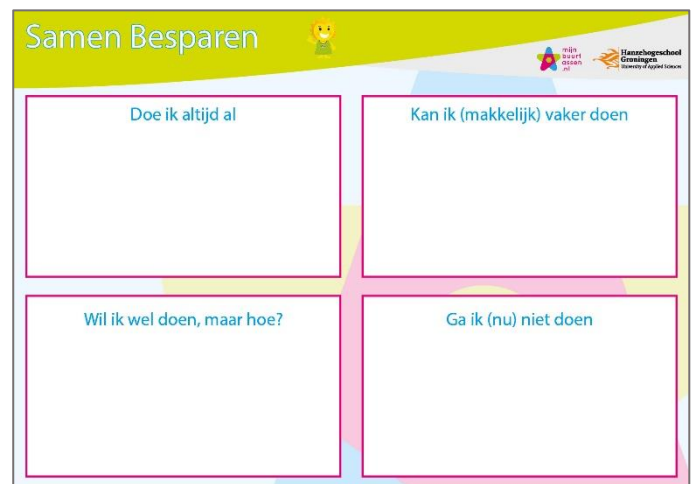 Samen Besparen
mijn
buurt
assen
.nl
Hanzehogeschool
Groningen
University of Applied Sciences
Doe ik altijd al
Kan ik (makkelijk) vaker doen
Wil ik wel doen, maar hoe?
Ga ik (nu) niet doen